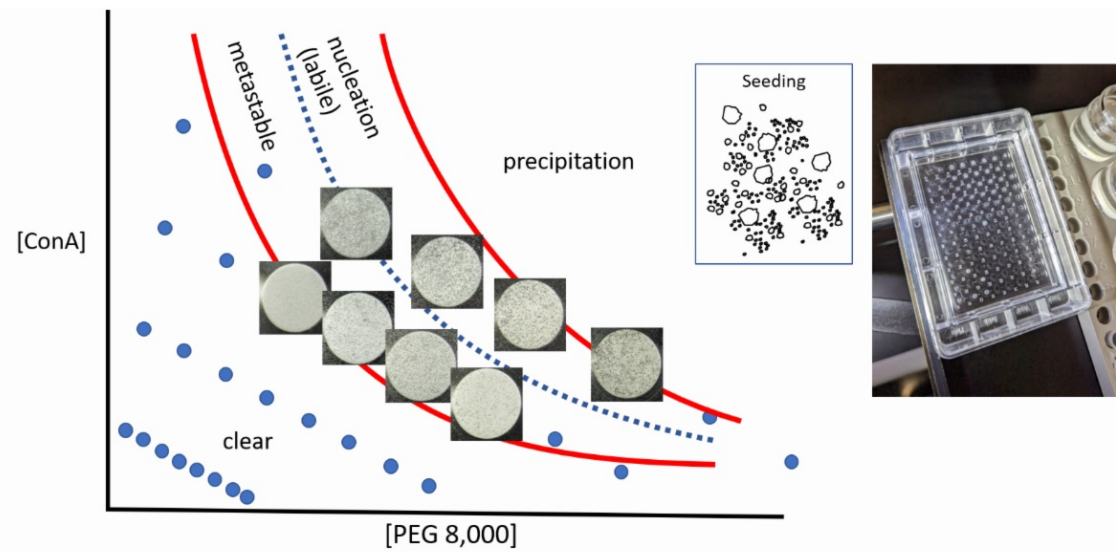 metastable
nucleation
(labile)
precipitation
Seeding
[ConA]
clear
[PEG 8,000]